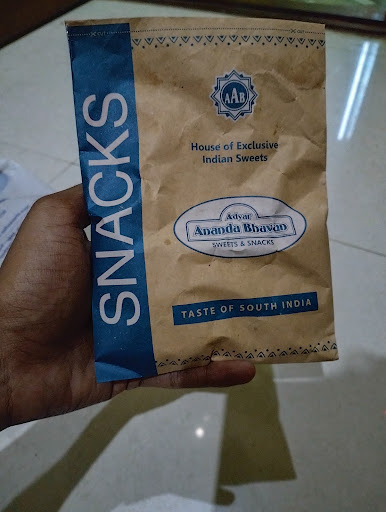 SNACKS
AAB
House of Exclusive
Indian Sweets
Adyar
Ananda Bhavan
SWEETS & SNACKS
TASTE OF SOUTH INDIA